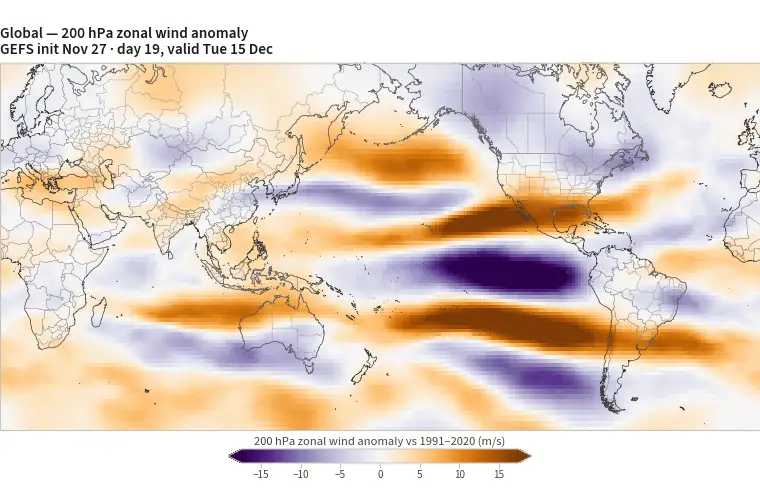 Global — 200 hPa zonal wind anomaly
GEFS init Nov 27 · day 19, valid Tue 15 Dec
200 hPa zonal wind anomaly vs 1991–2020 (m/s)
−15 −10 −5 0 5 10 15